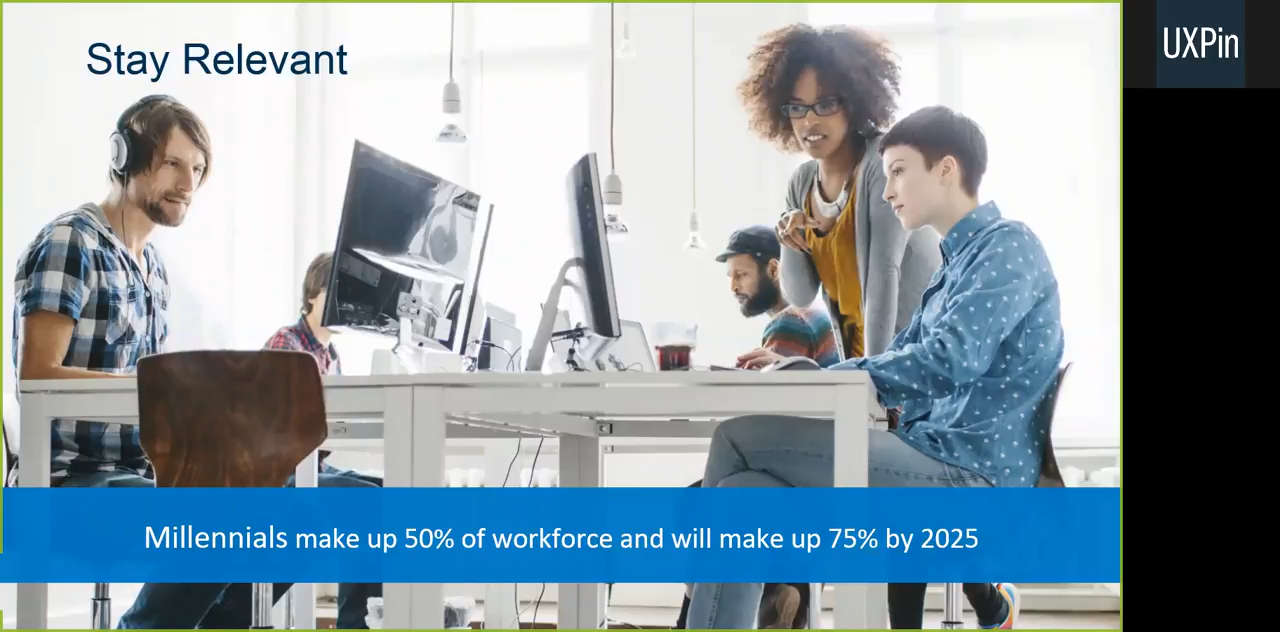 Stay Relevant
UXPin
Millennials make up 50% of workforce and will make up 75% by 2025